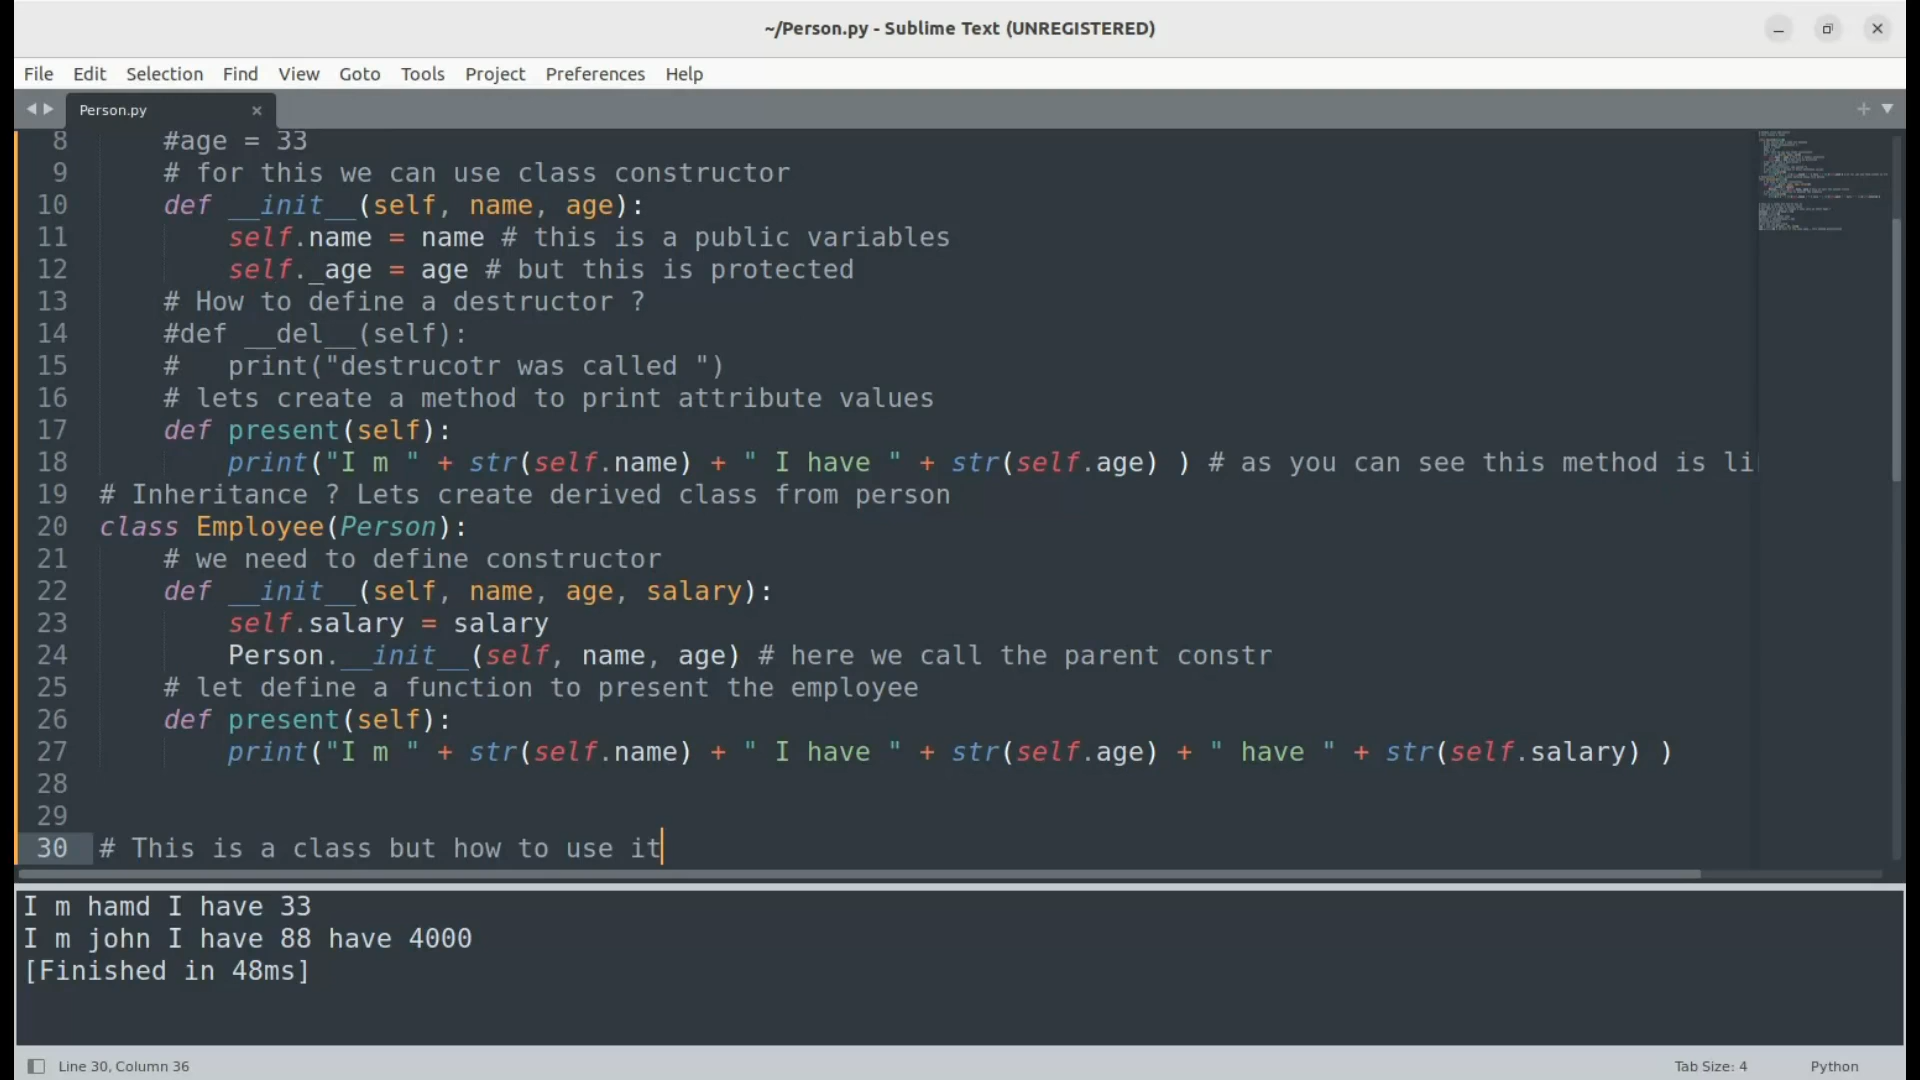 ~/Person.py - Sublime Text (UNREGISTERED)
File Edit Selection Find View Goto Tools Project Preferences Help
Person.py
8 #age = 33
9 # for this we can use class constructor
10 def __init__(self, name, age):
11 self.name = name # this is a public variables
12 self._age = age # but this is protected
13 # How to define a destructor ?
14 #def __del__(self):
15 # print("destrucotr was called ")
16 # lets create a method to print attribute values
17 def present(self):
18 print("I m " + str(self.name) + " I have " + str(self.age) ) # as you can see this method is li
19 # Inheritance ? Lets create derived class from person
20 class Employee(Person):
21 # we need to define constructor
22 def __init__(self, name, age, salary):
23 self.salary = salary
24 Person.__init__(self, name, age) # here we call the parent constr
25 # let define a function to present the employee
26 def present(self):
27 print("I m " + str(self.name) + " I have " + str(self.age) + " have " + str(self.salary) )
28
29
30 # This is a class but how to use it
I m hamd I have 33
I m john I have 88 have 4000
[Finished in 48ms]
Line 30, Column 36 Tab Size: 4 Python